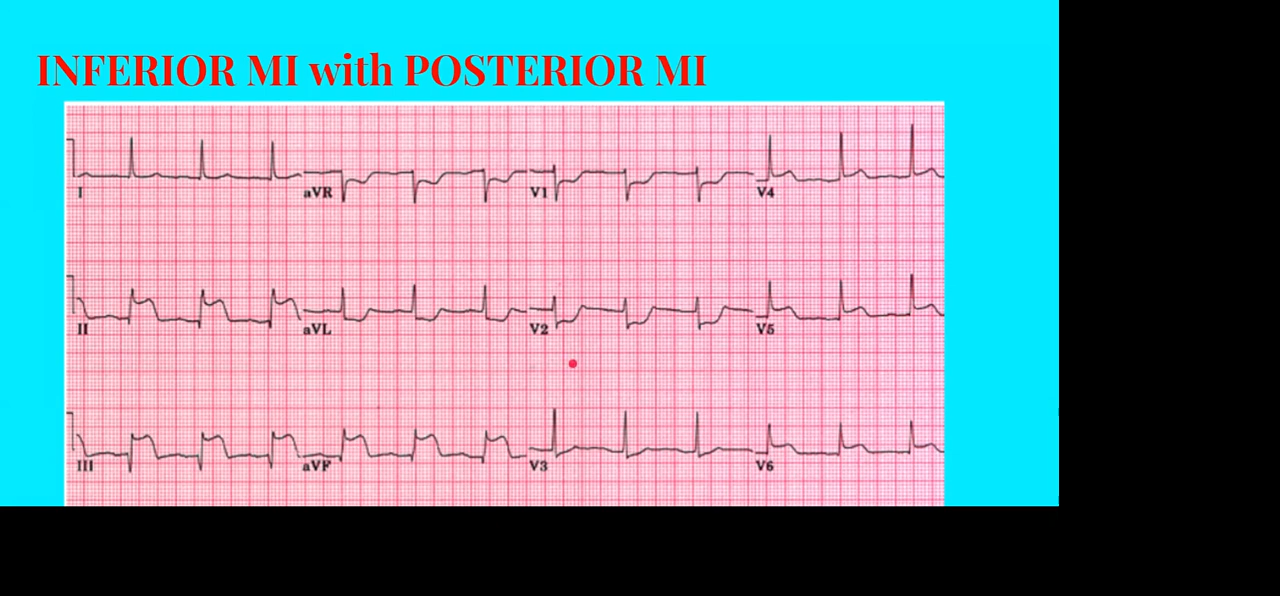 INFERIOR MI with POSTERIOR MI
I aVR V1 V4
II aVL V2 V5
III aVF V3 V6